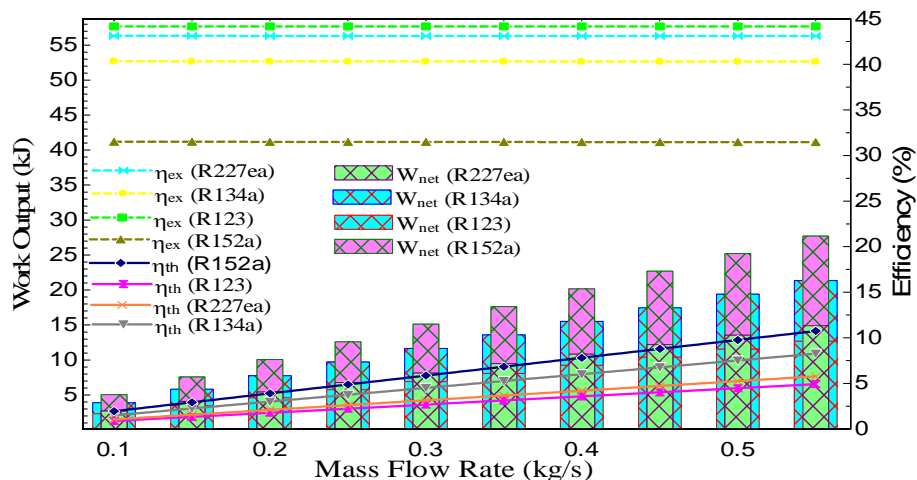 Work Output (kJ)
55
50
45
40
35
30
25
20
15
10
5
45
40
35
30
25
20
15
10
5
0
Efficiency (%)
ηex (R227ea)
ηex (R134a)
ηex (R123)
ηex (R152a)
ηth (R152a)
ηth (R123)
ηth (R227ea)
ηth (R134a)
Wnet (R227ea)
Wnet (R134a)
Wnet (R123)
Wnet (R152a)
0.1 0.2 0.3 0.4 0.5
Mass Flow Rate (kg/s)